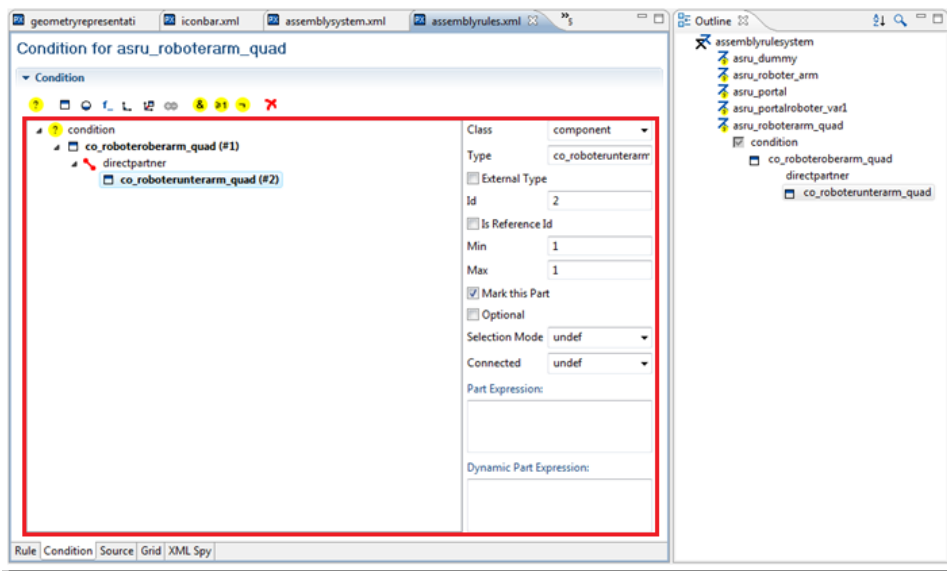 geometryrepresentati iconbar.xml assemblysystem.xml assemblyrules.xml »5
Condition for asru_roboterarm_quad
Condition
? f_ & ≥1 ¬
? condition
co_roboteroberarm_quad (#1)
directpartner
co_roboterunterarm_quad (#2)
Class component
Type co_roboterunterarm
External Type
Id 2
Is Reference Id
Min 1
Max 1
Mark this Part
Optional
Selection Mode undef
Connected undef
Part Expression:
Dynamic Part Expression:
Rule Condition Source Grid XML Spy
Outline
assemblyrulesystem
asru_dummy
asru_roboter_arm
asru_portal
asru_portalroboter_var1
asru_roboterarm_quad
condition
co_roboteroberarm_quad
directpartner
co_roboterunterarm_quad